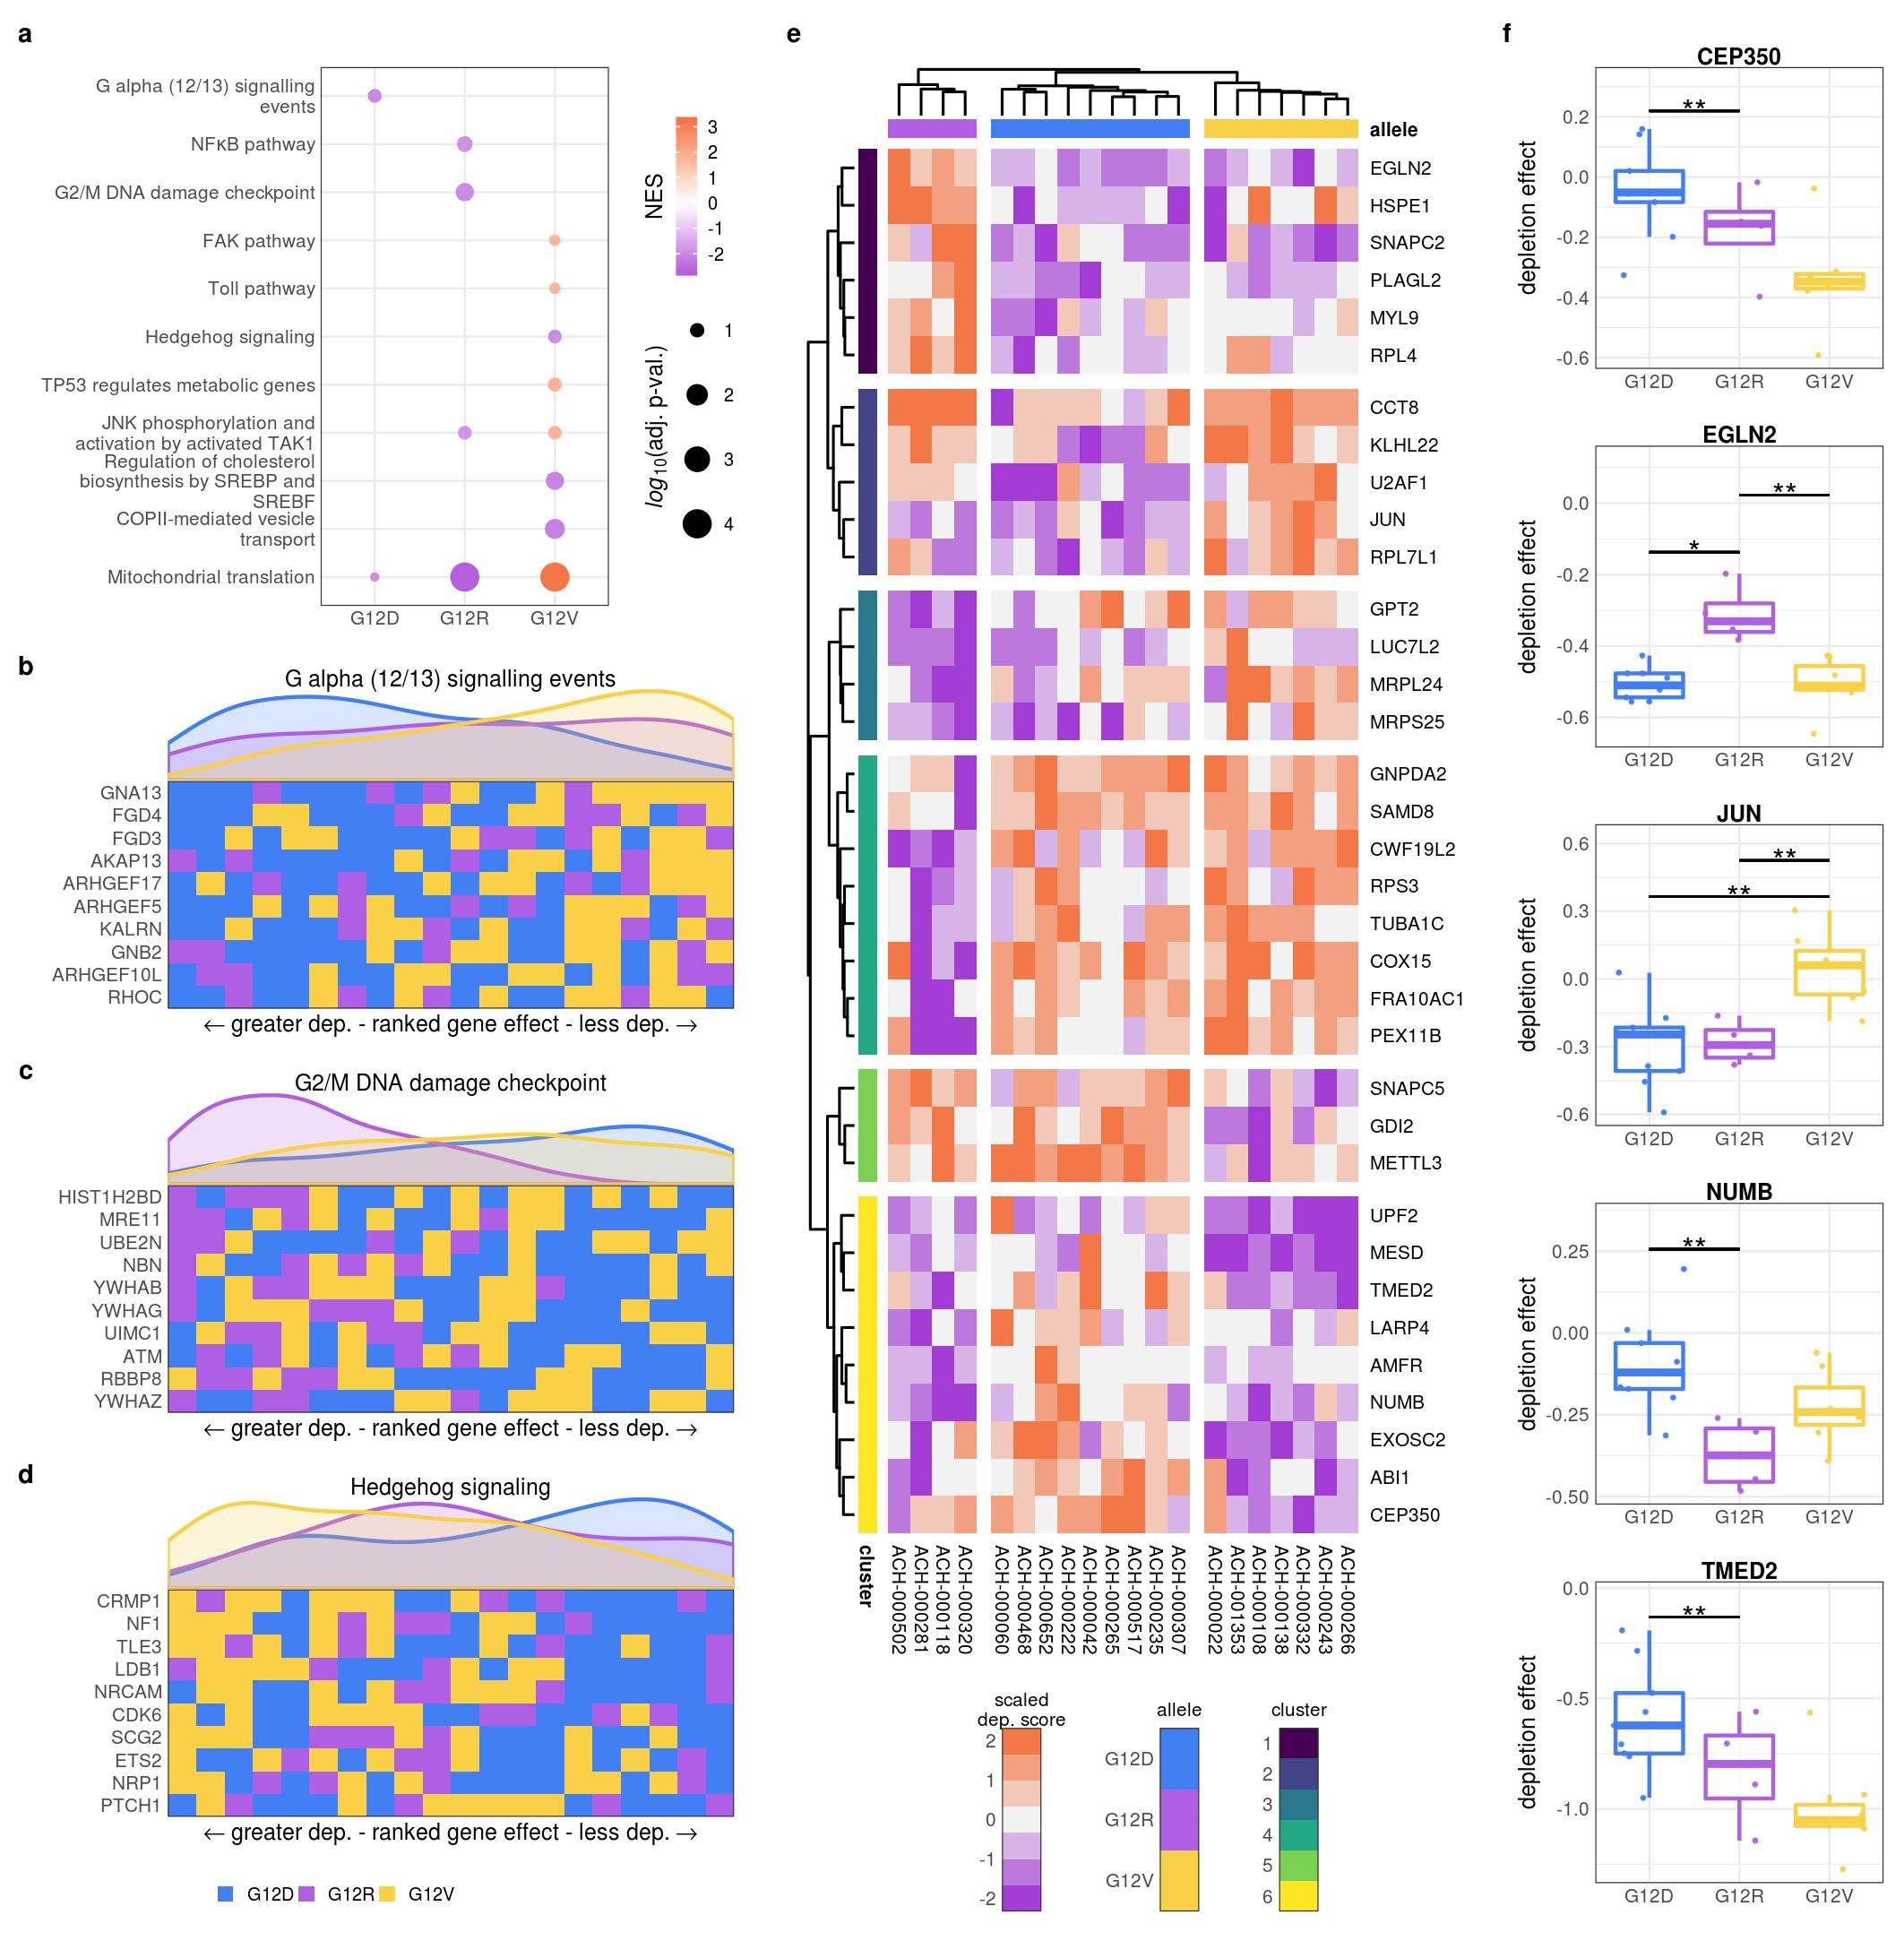 a
G alpha (12/13) signalling
events
NFκB pathway
G2/M DNA damage checkpoint
FAK pathway
Toll pathway
Hedgehog signaling
TP53 regulates metabolic genes
JNK phosphorylation and
activation by activated TAK1
Regulation of cholesterol
biosynthesis by SREBP and
SREBF
COPII-mediated vesicle
transport
Mitochondrial translation
G12D G12R G12V
NES
3
2
1
0
-1
-2
log10(adj. p-val.)
1
2
3
4
b
G alpha (12/13) signalling events
GNA13
FGD4
FGD3
AKAP13
ARHGEF17
ARHGEF5
KALRN
GNB2
ARHGEF10L
RHOC
← greater dep. - ranked gene effect - less dep. →
c
G2/M DNA damage checkpoint
HIST1H2BD
MRE11
UBE2N
NBN
YWHAB
YWHAG
UIMC1
ATM
RBBP8
YWHAZ
← greater dep. - ranked gene effect - less dep. →
d
Hedgehog signaling
CRMP1
NF1
TLE3
LDB1
NRCAM
CDK6
SCG2
ETS2
NRP1
PTCH1
← greater dep. - ranked gene effect - less dep. →
G12D G12R G12V
e
allele
EGLN2
HSPE1
SNAPC2
PLAGL2
MYL9
RPL4
CCT8
KLHL22
U2AF1
JUN
RPL7L1
GPT2
LUC7L2
MRPL24
MRPS25
GNPDA2
SAMD8
CWF19L2
RPS3
TUBA1C
COX15
FRA10AC1
PEX11B
SNAPC5
GDI2
METTL3
UPF2
MESD
TMED2
LARP4
AMFR
NUMB
EXOSC2
ABI1
CEP350
cluster
ACH-000502
ACH-000281
ACH-000118
ACH-000320
ACH-000060
ACH-000468
ACH-000652
ACH-000222
ACH-000042
ACH-000265
ACH-000517
ACH-000235
ACH-000307
ACH-000022
ACH-001353
ACH-000108
ACH-000138
ACH-000332
ACH-000243
ACH-000266
scaled
dep. score
2
1
0
-1
-2
allele
G12D
G12R
G12V
cluster
1
2
3
4
5
6
f
CEP350
depletion effect
0.2
0.0
-0.2
-0.4
-0.6
**
G12D G12R G12V
EGLN2
depletion effect
0.0
-0.2
-0.4
-0.6
**
*
G12D G12R G12V
JUN
depletion effect
0.6
0.3
0.0
-0.3
-0.6
**
**
G12D G12R G12V
NUMB
depletion effect
0.25
0.00
-0.25
-0.50
**
G12D G12R G12V
TMED2
depletion effect
0.0
-0.5
-1.0
**
G12D G12R G12V